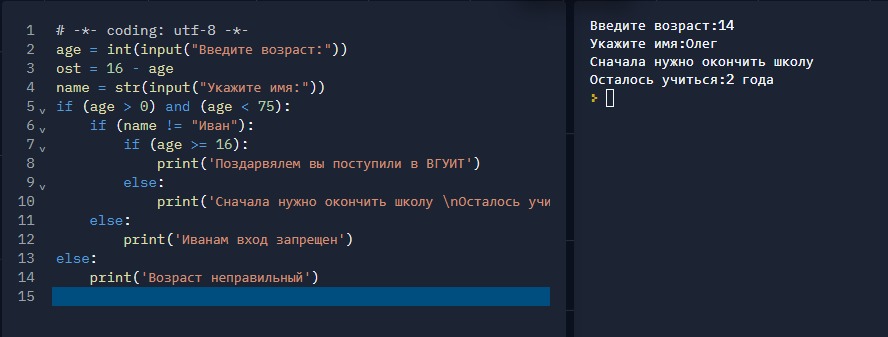 1 # -*- coding: utf-8 -*-
2 age = int(input("Введите возраст:"))
3 ost = 16 - age
4 name = str(input("Укажите имя:"))
5 if (age > 0) and (age < 75):
6     if (name != "Иван"):
7         if (age >= 16):
8             print('Поздарвялем вы поступили в ВГУИТ')
9         else:
10             print('Сначала нужно окончить школу \nОсталось учи
11     else:
12         print('Иванам вход запрещен')
13 else:
14     print('Возраст неправильный')
15
Введите возраст:14
Укажите имя:Олег
Сначала нужно окончить школу
Осталось учиться:2 года